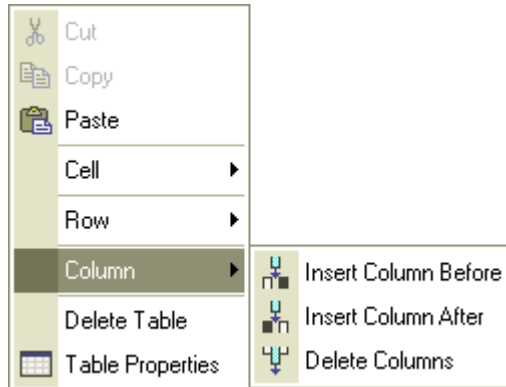 Cut
Copy
Paste
Cell
Row
Column
Insert Column Before
Insert Column After
Delete Table
Delete Columns
Table Properties